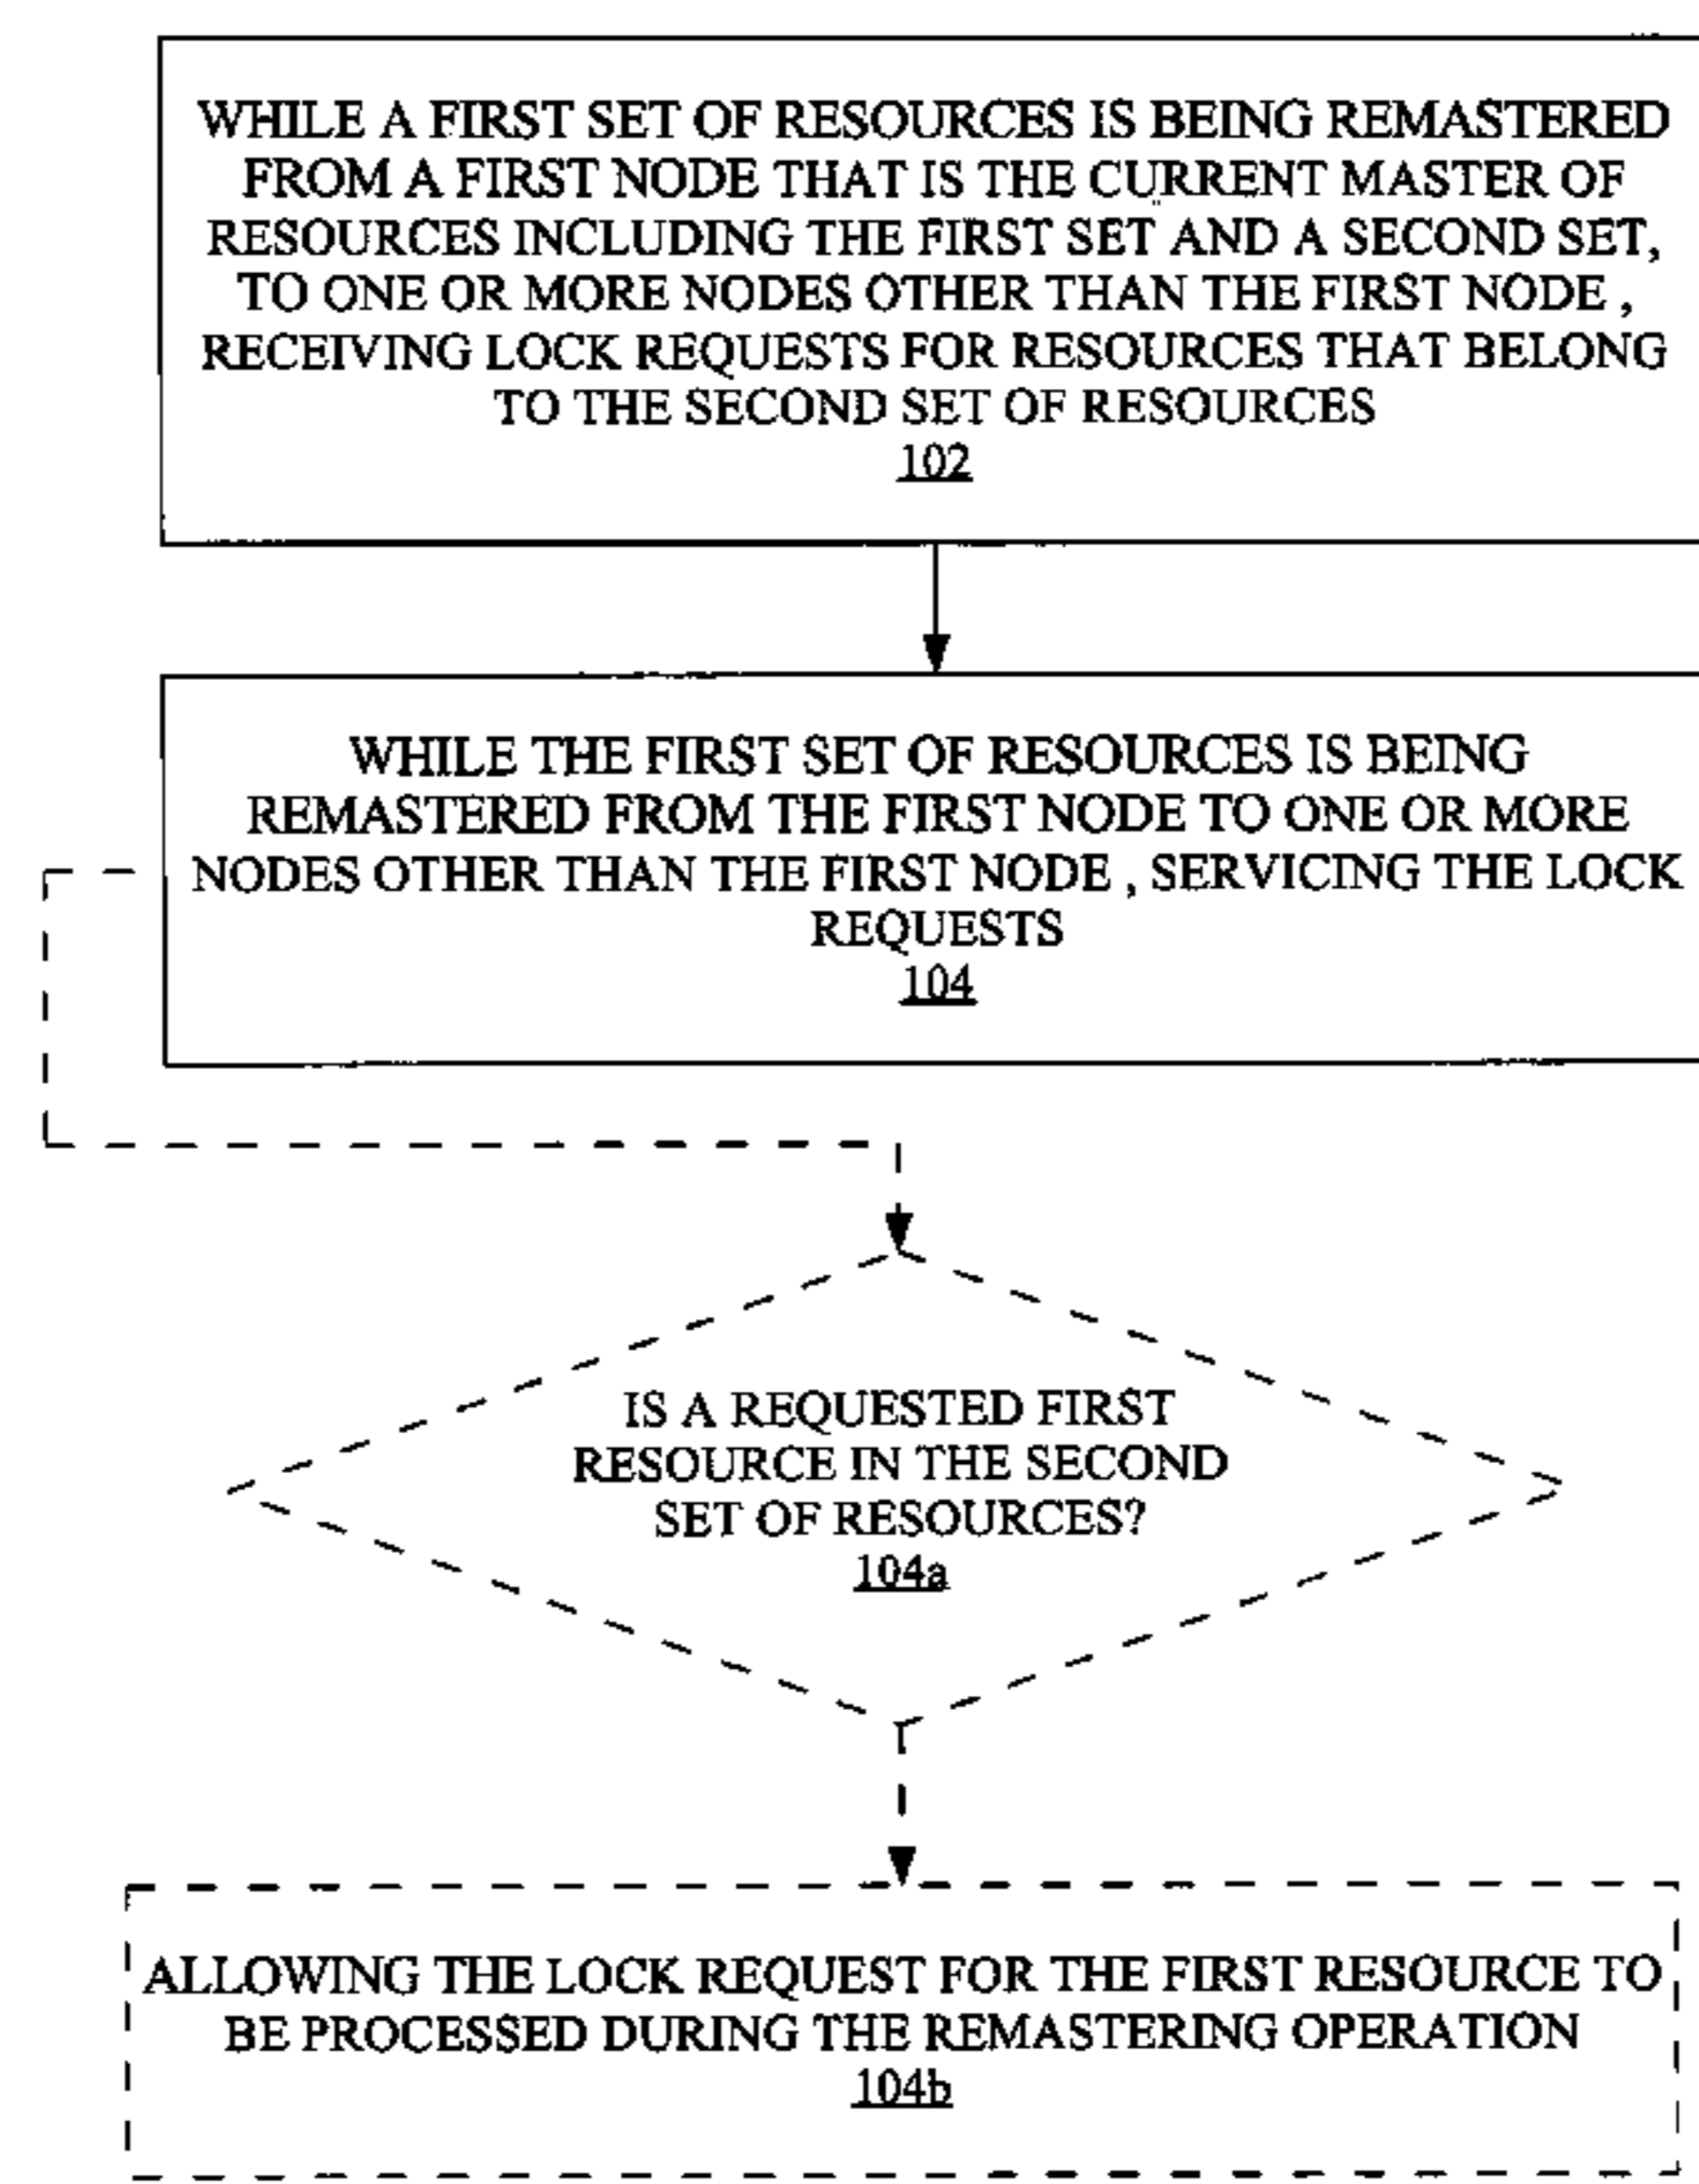 WHILE A FIRST SET OF RESOURCES IS BEING REMASTERED
FROM A FIRST NODE THAT IS THE CURRENT MASTER OF
RESOURCES INCLUDING THE FIRST SET AND A SECOND SET,
TO ONE OR MORE NODES OTHER THAN THE FIRST NODE ,
RECEIVING LOCK REQUESTS FOR RESOURCES THAT BELONG
TO THE SECOND SET OF RESOURCES
102
WHILE THE FIRST SET OF RESOURCES IS BEING
REMASTERED FROM THE FIRST NODE TO ONE OR MORE
NODES OTHER THAN THE FIRST NODE , SERVICING THE LOCK
REQUESTS
104
IS A REQUESTED FIRST
RESOURCE IN THE SECOND
SET OF RESOURCES?
104a
ALLOWING THE LOCK REQUEST FOR THE FIRST RESOURCE TO
BE PROCESSED DURING THE REMASTERING OPERATION
104b